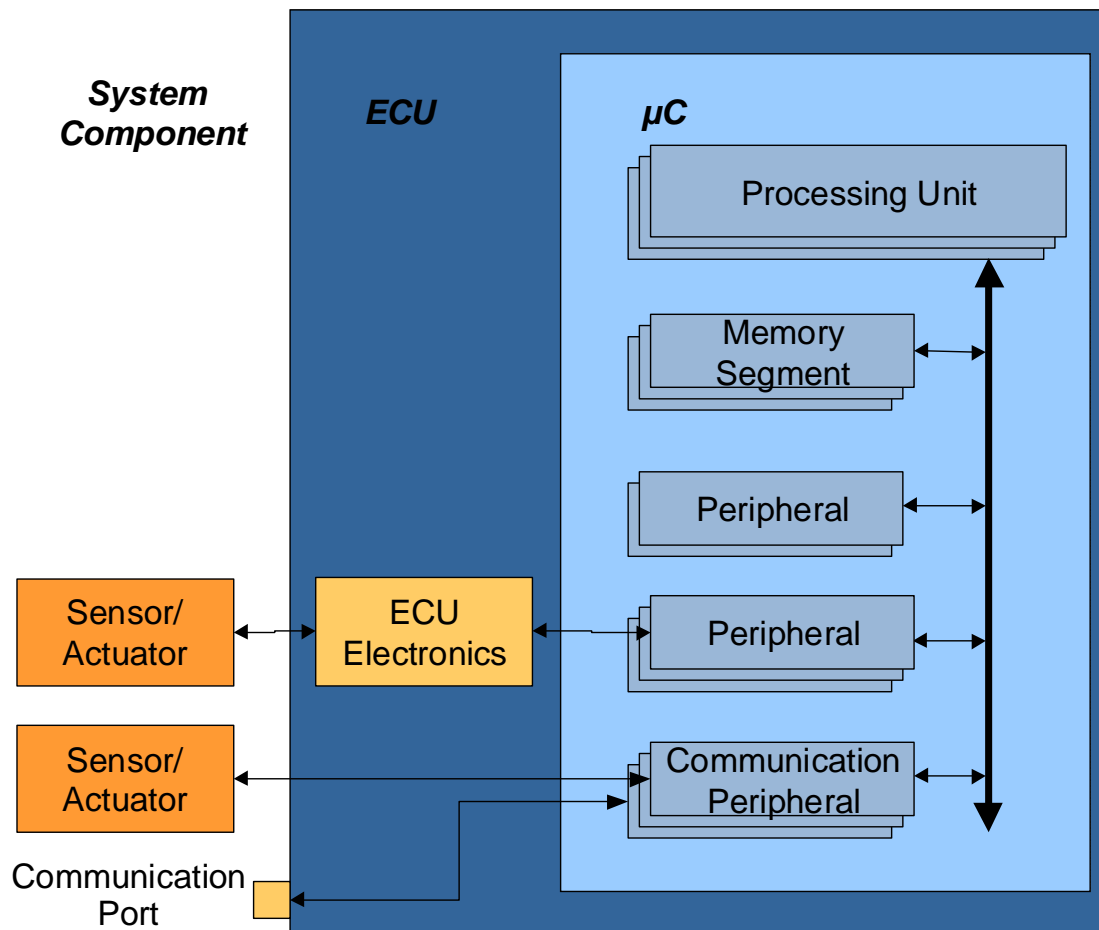 System
Component
ECU
µC
Processing Unit
Memory
Segment
Peripheral
Sensor/
Actuator
ECU
Electronics
Peripheral
Sensor/
Actuator
Communication
Peripheral
Communication
Port